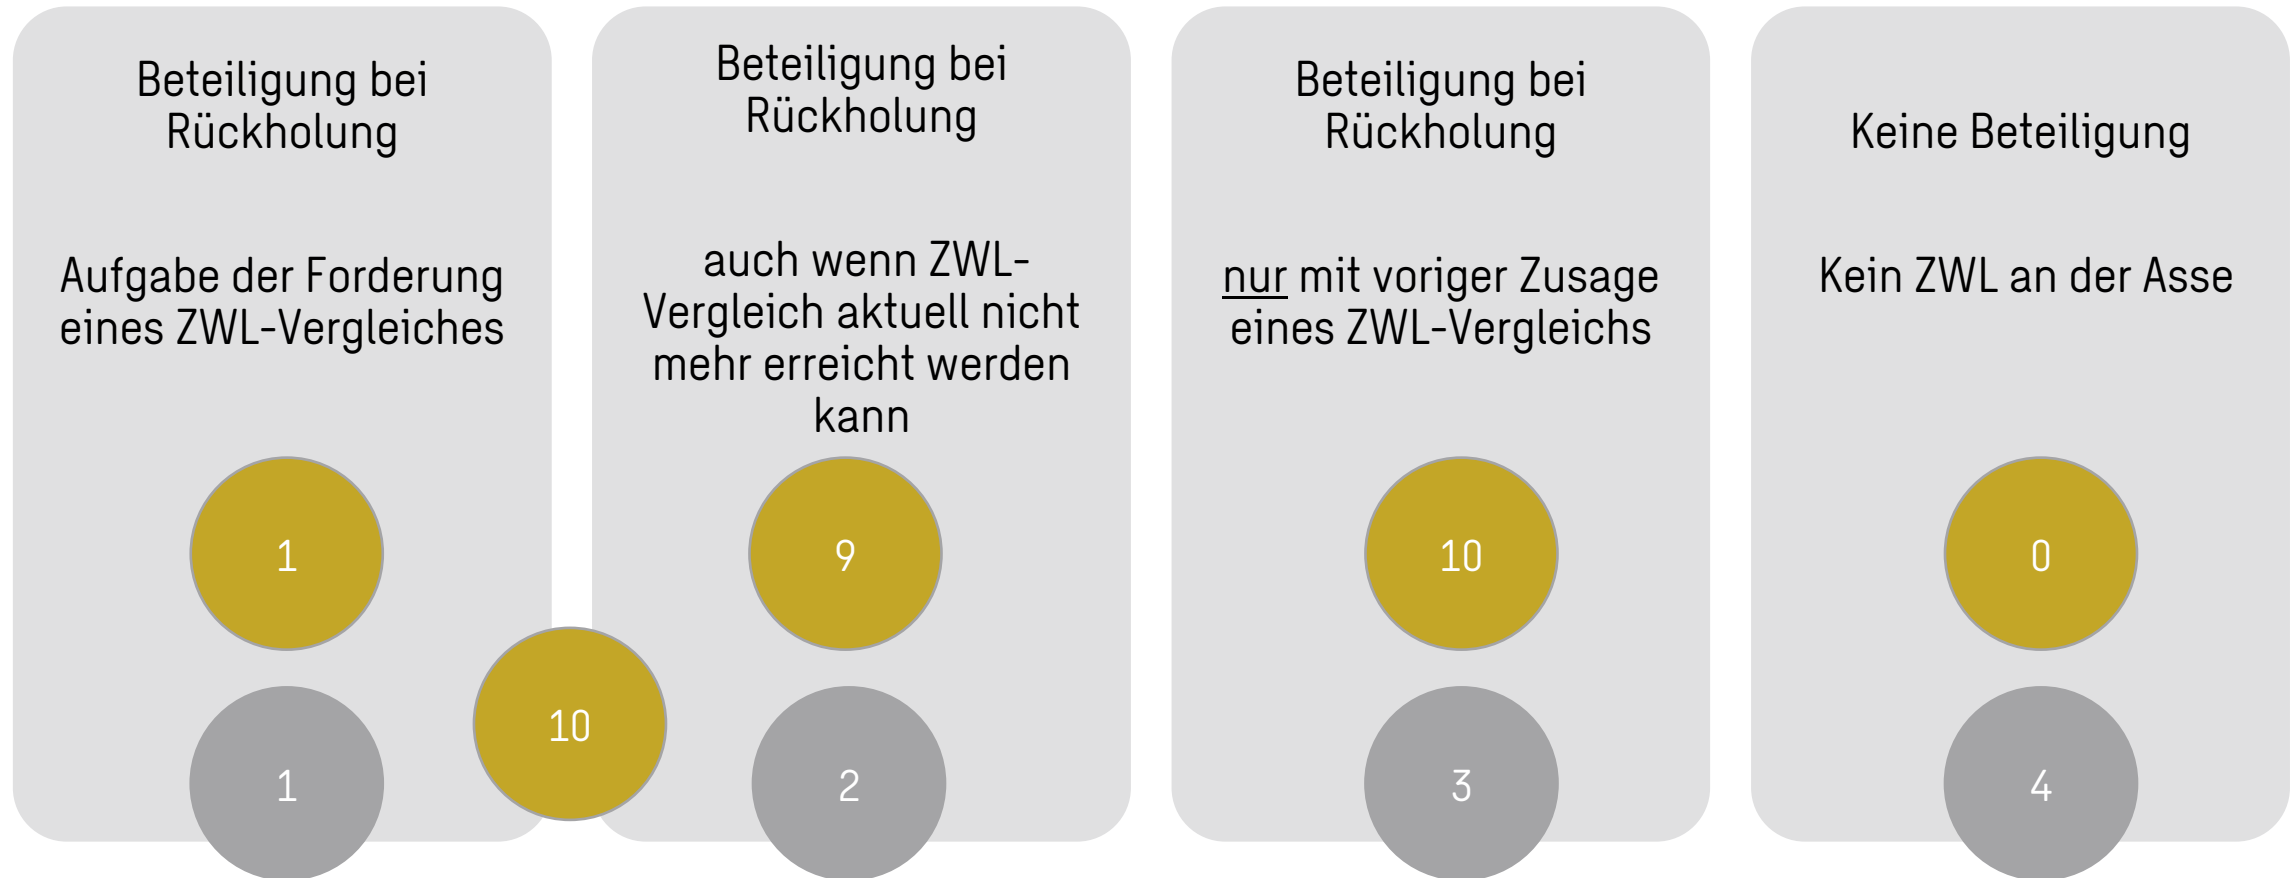 Beteiligung bei
Rückholung
Aufgabe der Forderung
eines ZWL-Vergleiches
1
1
10
Beteiligung bei
Rückholung
auch wenn ZWL-
Vergleich aktuell nicht
mehr erreicht werden
kann
9
2
Beteiligung bei
Rückholung
nur mit voriger Zusage
eines ZWL-Vergleichs
10
3
Keine Beteiligung
Kein ZWL an der Asse
0
4